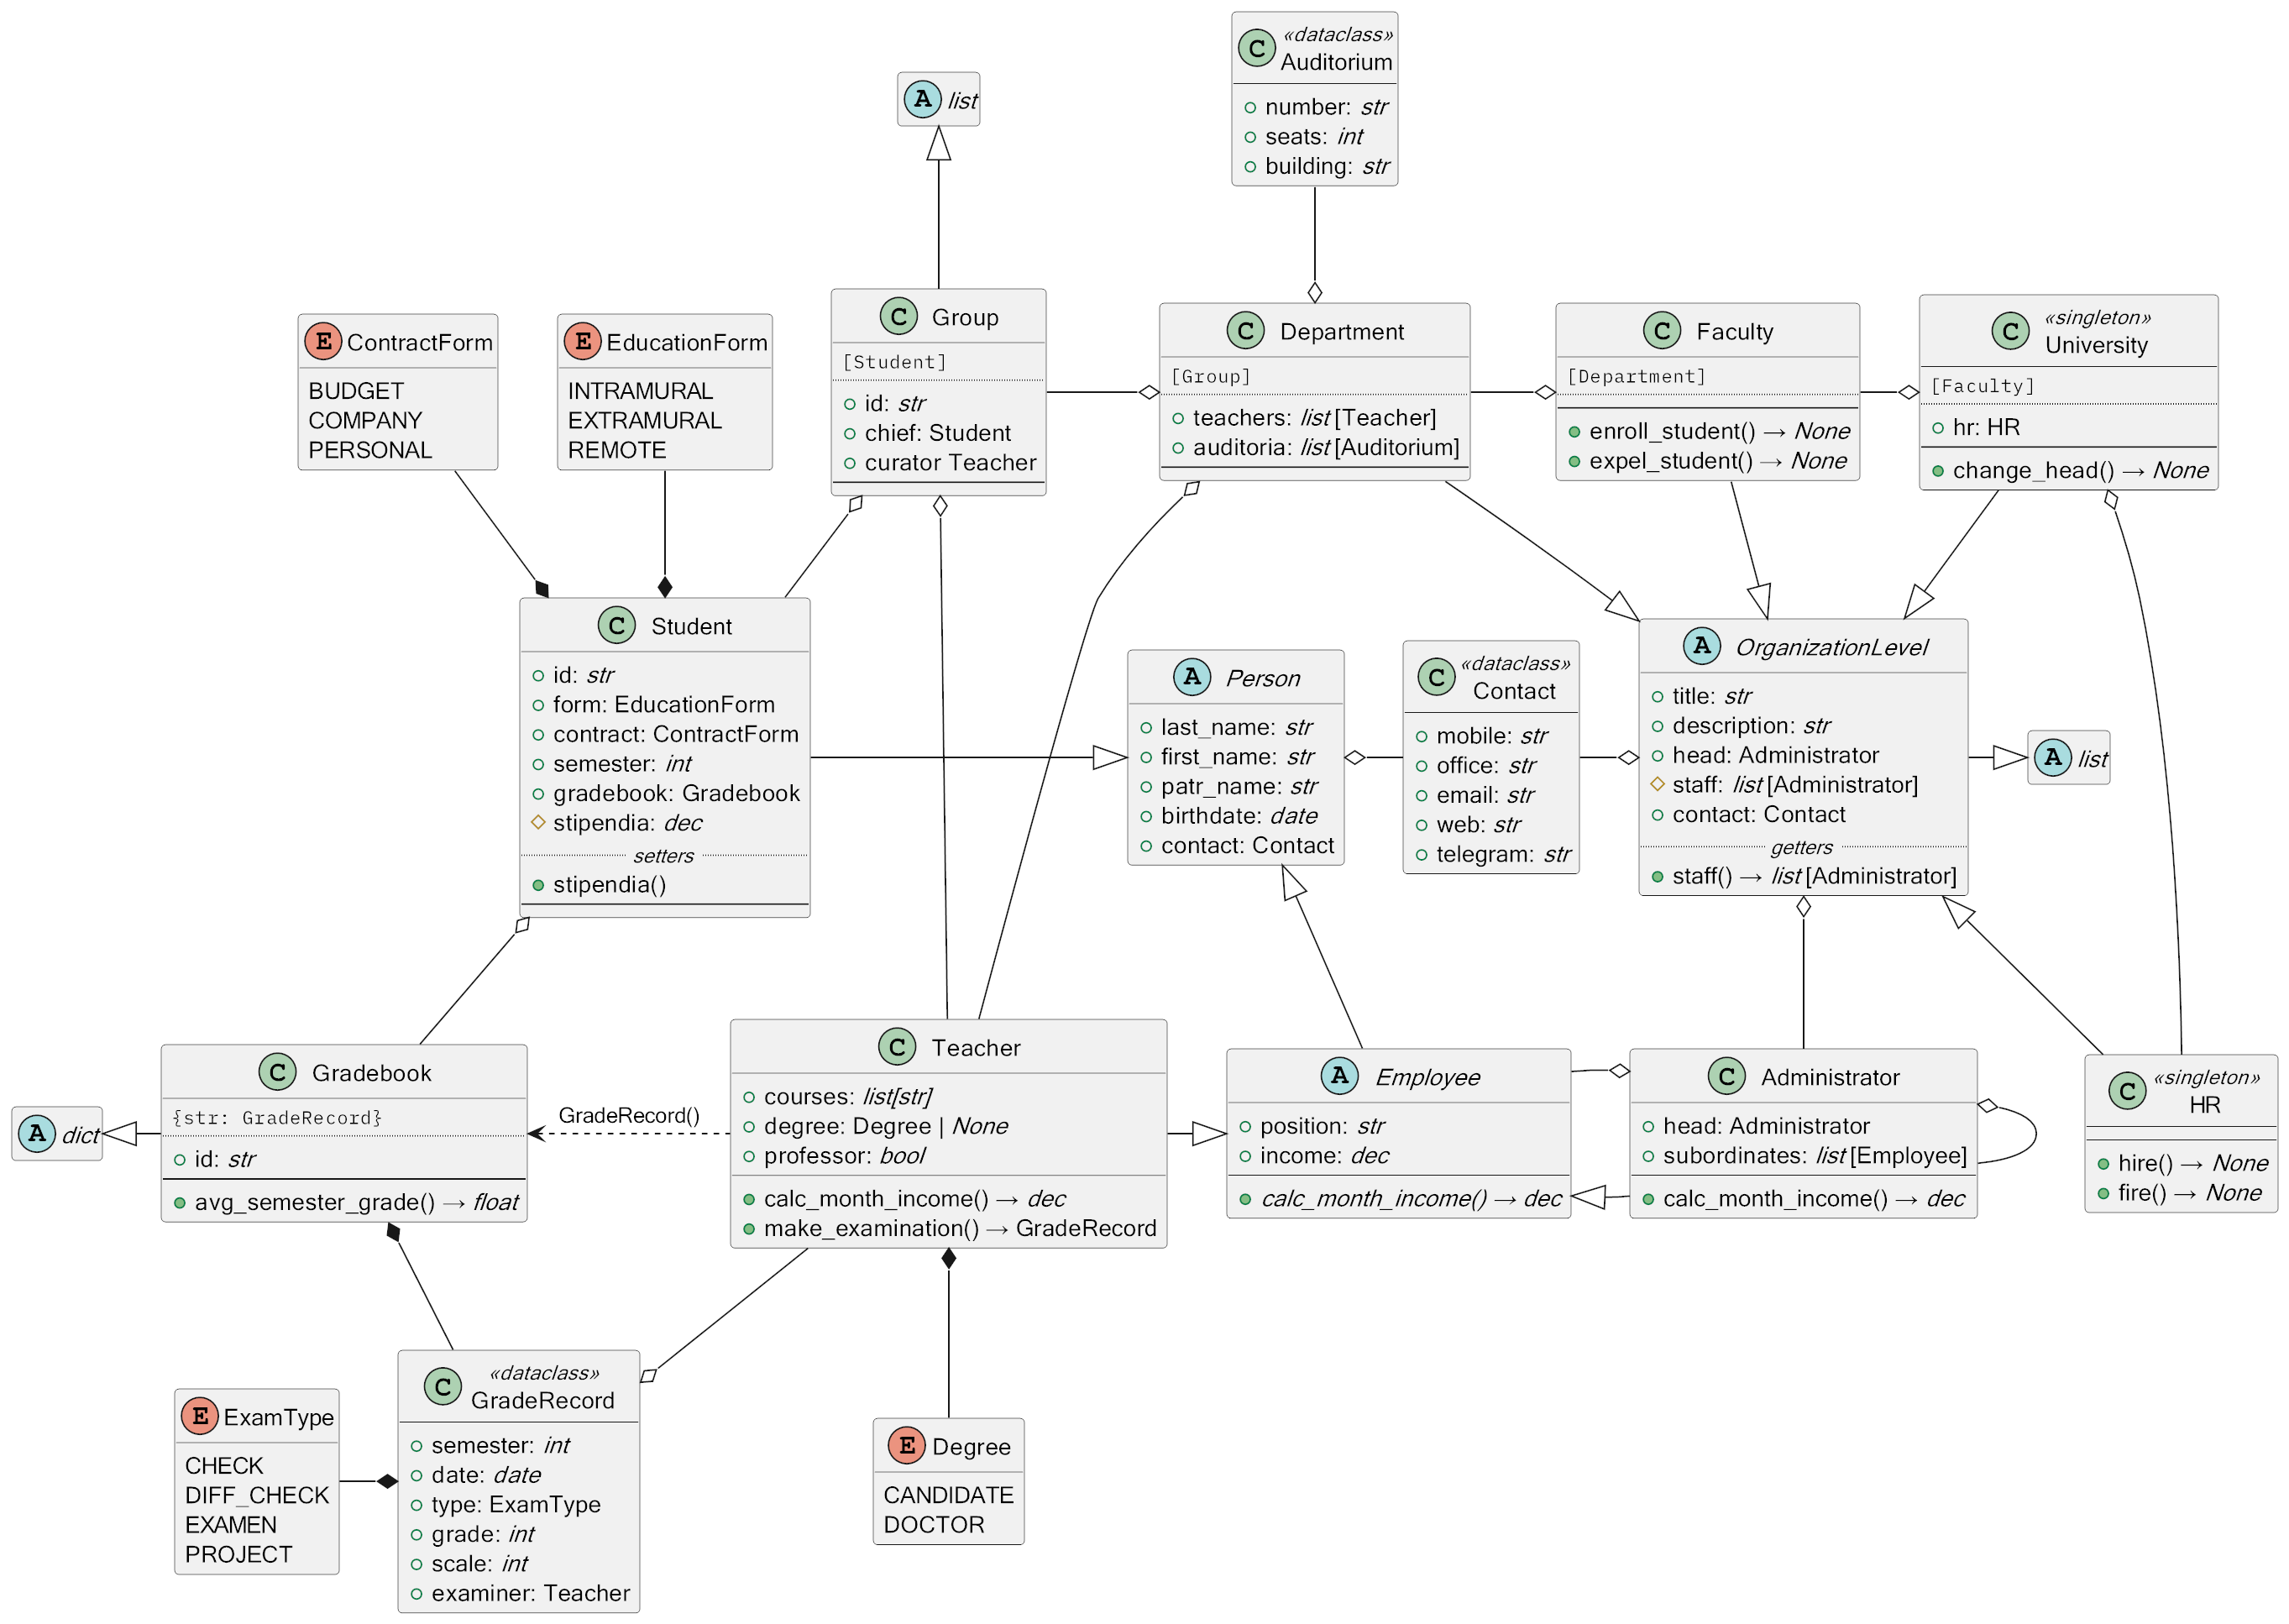 «dataclass»
C Auditorium
number: str
seats: int
building: str
A list
C Group
[Student]
id: str
chief: Student
curator Teacher
C Department
[Group]
teachers: list [Teacher]
auditoria: list [Auditorium]
C Faculty
[Department]
enroll_student() → None
expel_student() → None
«singleton»
C University
[Faculty]
hr: HR
change_head() → None
E ContractForm
BUDGET
COMPANY
PERSONAL
E EducationForm
INTRAMURAL
EXTRAMURAL
REMOTE
C Student
id: str
form: EducationForm
contract: ContractForm
semester: int
gradebook: Gradebook
stipendia: dec
setters
stipendia()
A Person
last_name: str
first_name: str
patr_name: str
birthdate: date
contact: Contact
«dataclass»
C Contact
mobile: str
office: str
email: str
web: str
telegram: str
A OrganizationLevel
title: str
description: str
head: Administrator
staff: list [Administrator]
contact: Contact
getters
staff() → list [Administrator]
A list
A dict
C Gradebook
{str: GradeRecord}
id: str
avg_semester_grade() → float
GradeRecord()
C Teacher
courses: list[str]
degree: Degree | None
professor: bool
calc_month_income() → dec
make_examination() → GradeRecord
A Employee
position: str
income: dec
calc_month_income() → dec
C Administrator
head: Administrator
subordinates: list [Employee]
calc_month_income() → dec
«singleton»
C HR
hire() → None
fire() → None
E ExamType
CHECK
DIFF_CHECK
EXAMEN
PROJECT
«dataclass»
C GradeRecord
semester: int
date: date
type: ExamType
grade: int
scale: int
examiner: Teacher
E Degree
CANDIDATE
DOCTOR